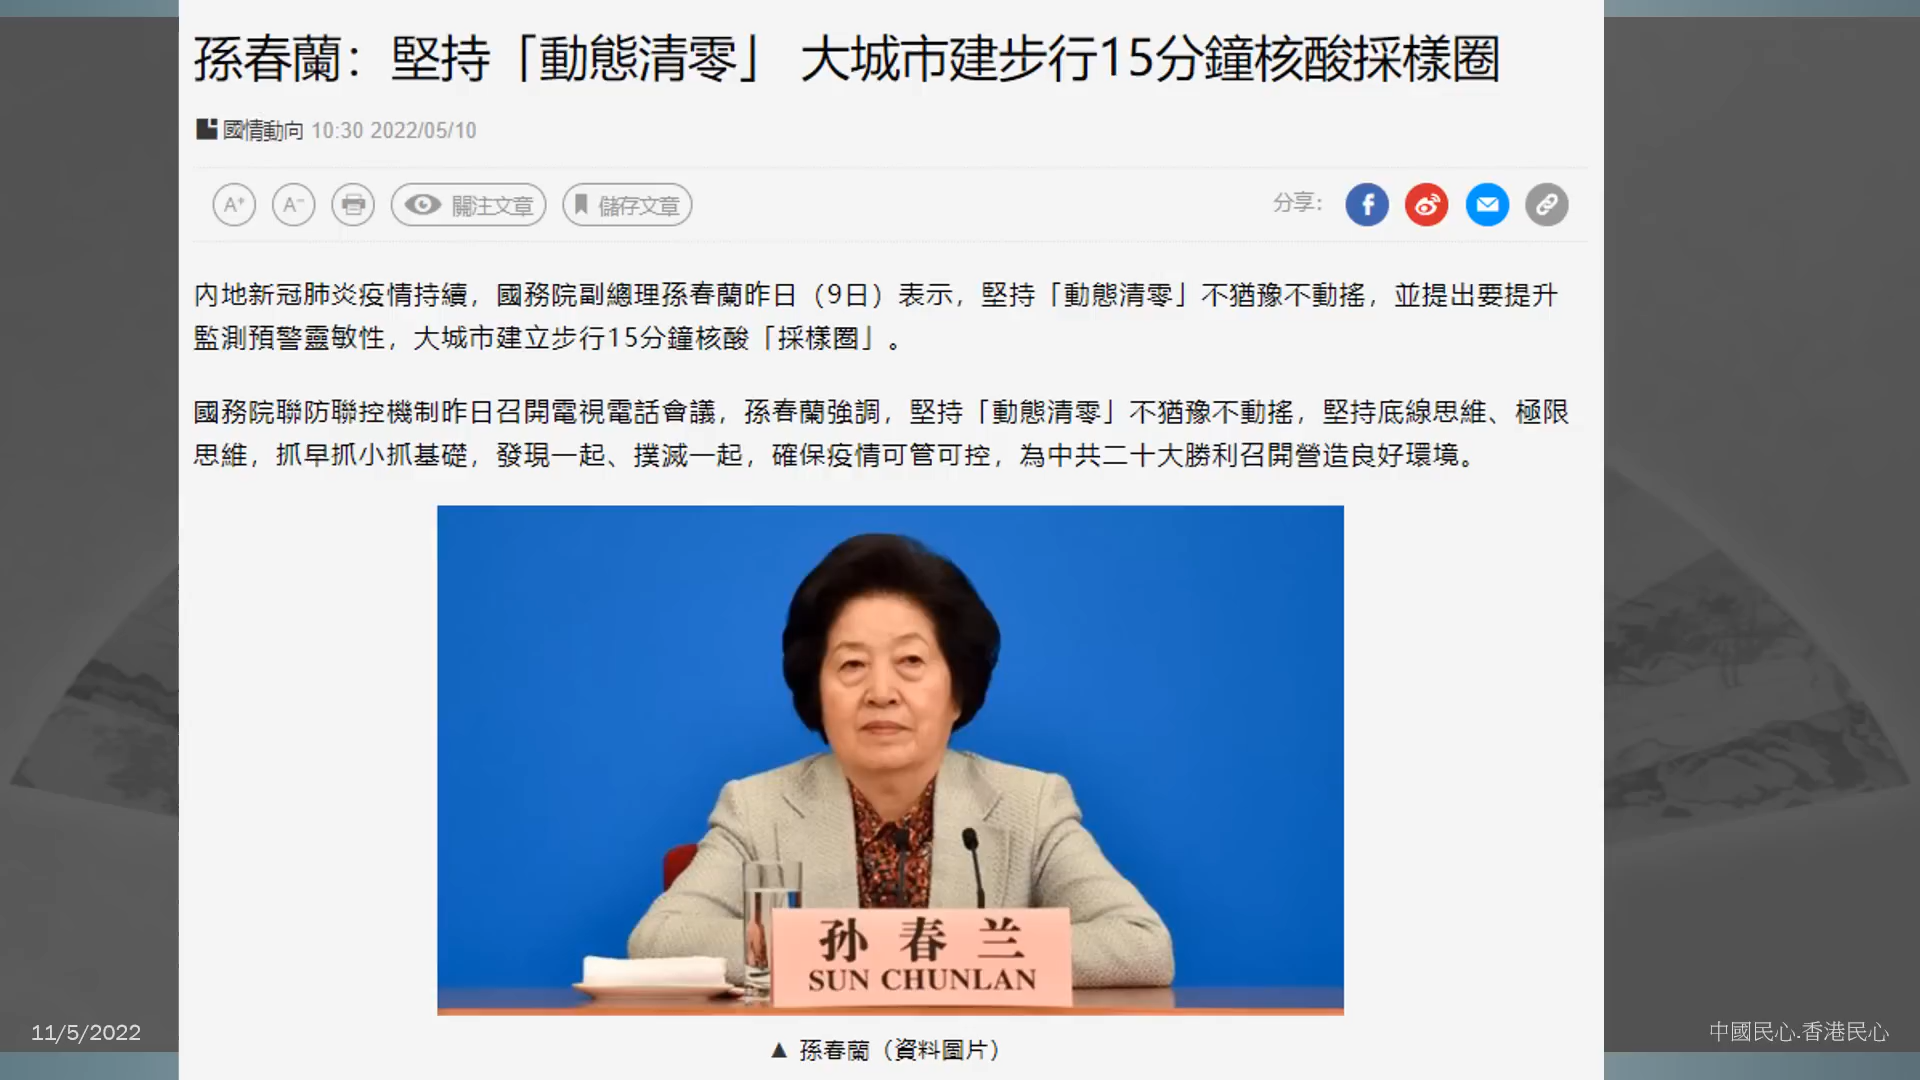 孫春蘭：堅持「動態清零」 大城市建步行15分鐘核酸採樣圈
國情動向 10:30 2022/05/10
A+ A- 關注文章 儲存文章 分享：
內地新冠肺炎疫情持續，國務院副總理孫春蘭昨日（9日）表示，堅持「動態清零」不猶豫不動搖，並提出要提升
監測預警靈敏性，大城市建立步行15分鐘核酸「採樣圈」。
國務院聯防聯控機制昨日召開電視電話會議，孫春蘭強調，堅持「動態清零」不猶豫不動搖，堅持底線思維、極限
思維，抓早抓小抓基礎，發現一起、撲滅一起，確保疫情可管可控，為中共二十大勝利召開營造良好環境。
孙春兰
SUN CHUNLAN
▲ 孫春蘭（資料圖片）
11/5/2022
中國民心.香港民心